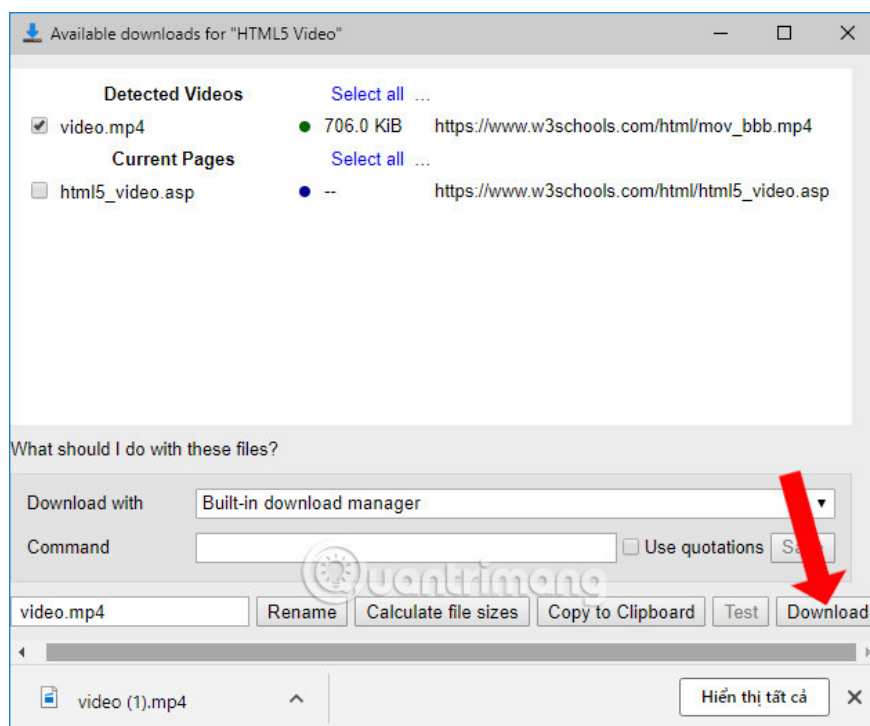 Available downloads for "HTML5 Video"
Detected Videos Select all ...
video.mp4 706.0 KiB https://www.w3schools.com/html/mov_bbb.mp4
Current Pages Select all ...
html5_video.asp -- https://www.w3schools.com/html/html5_video.asp
What should I do with these files?
Download with Built-in download manager
Command Use quotations Save
Quantrimang
video.mp4 Rename Calculate file sizes Copy to Clipboard Test Download
video (1).mp4 Hiển thị tất cả